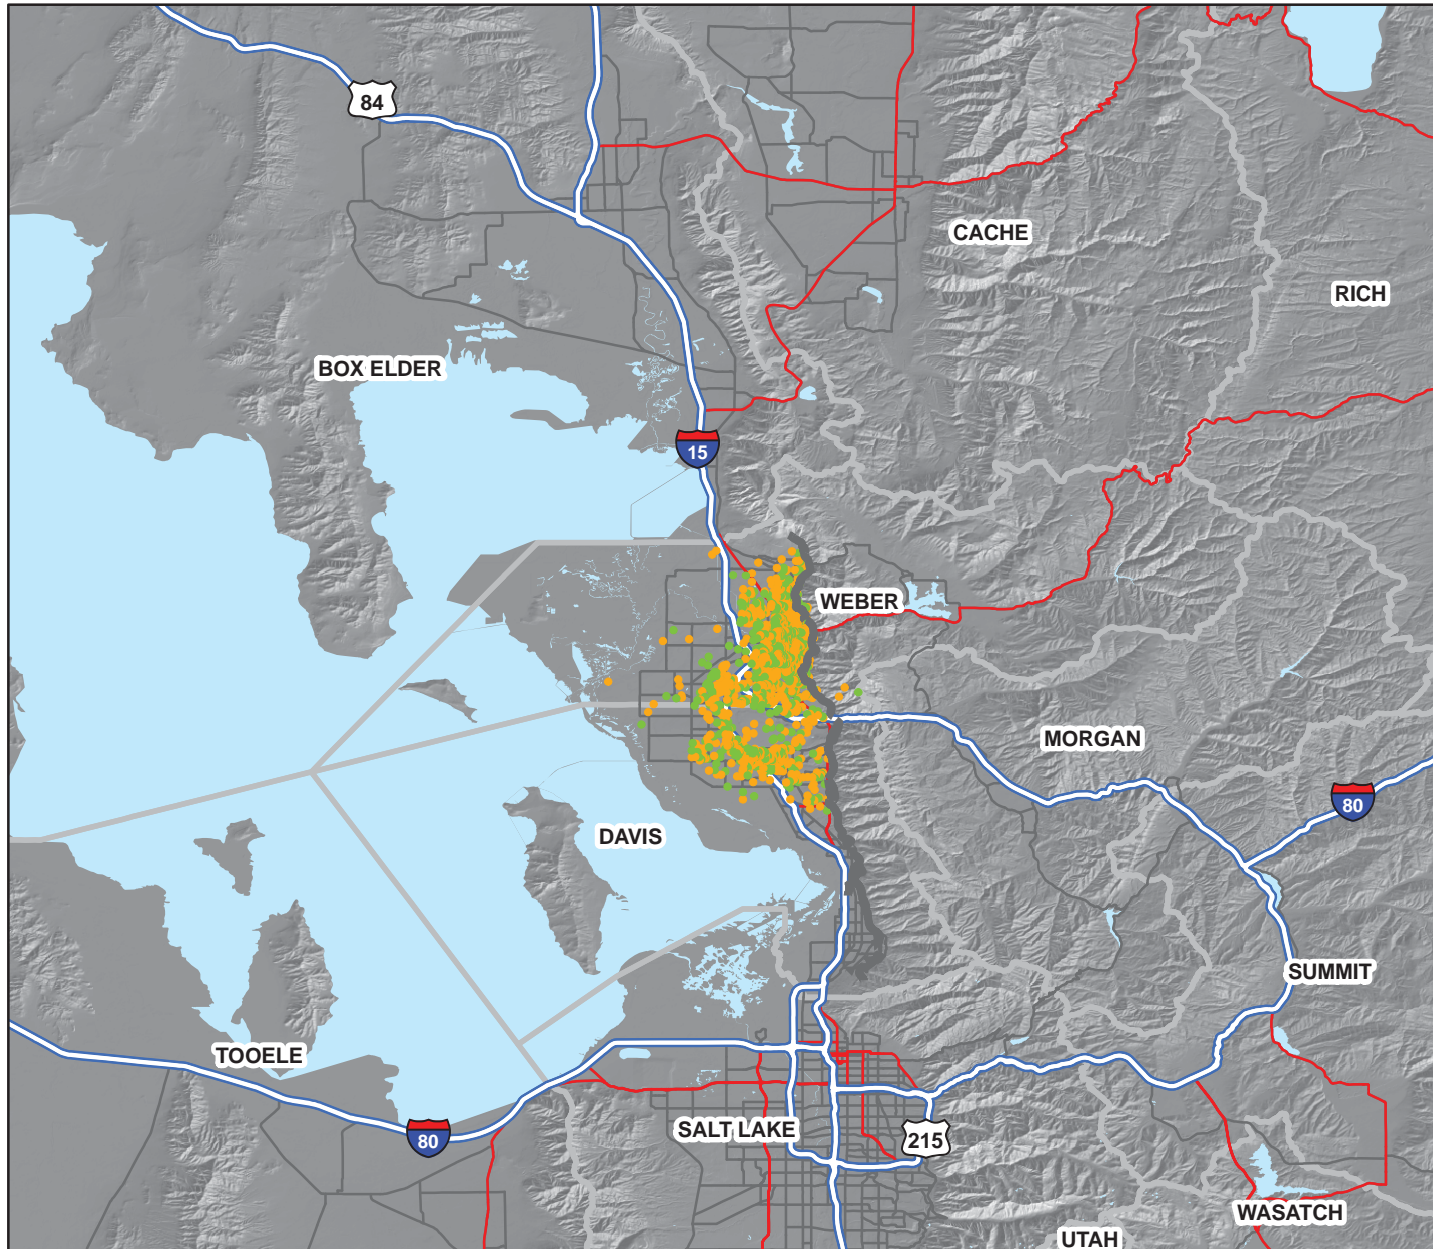 84
CACHE
RICH
BOX ELDER
15
WEBER
MORGAN
80
DAVIS
SUMMIT
TOOELE
SALT LAKE
80
215
WASATCH
UTAH